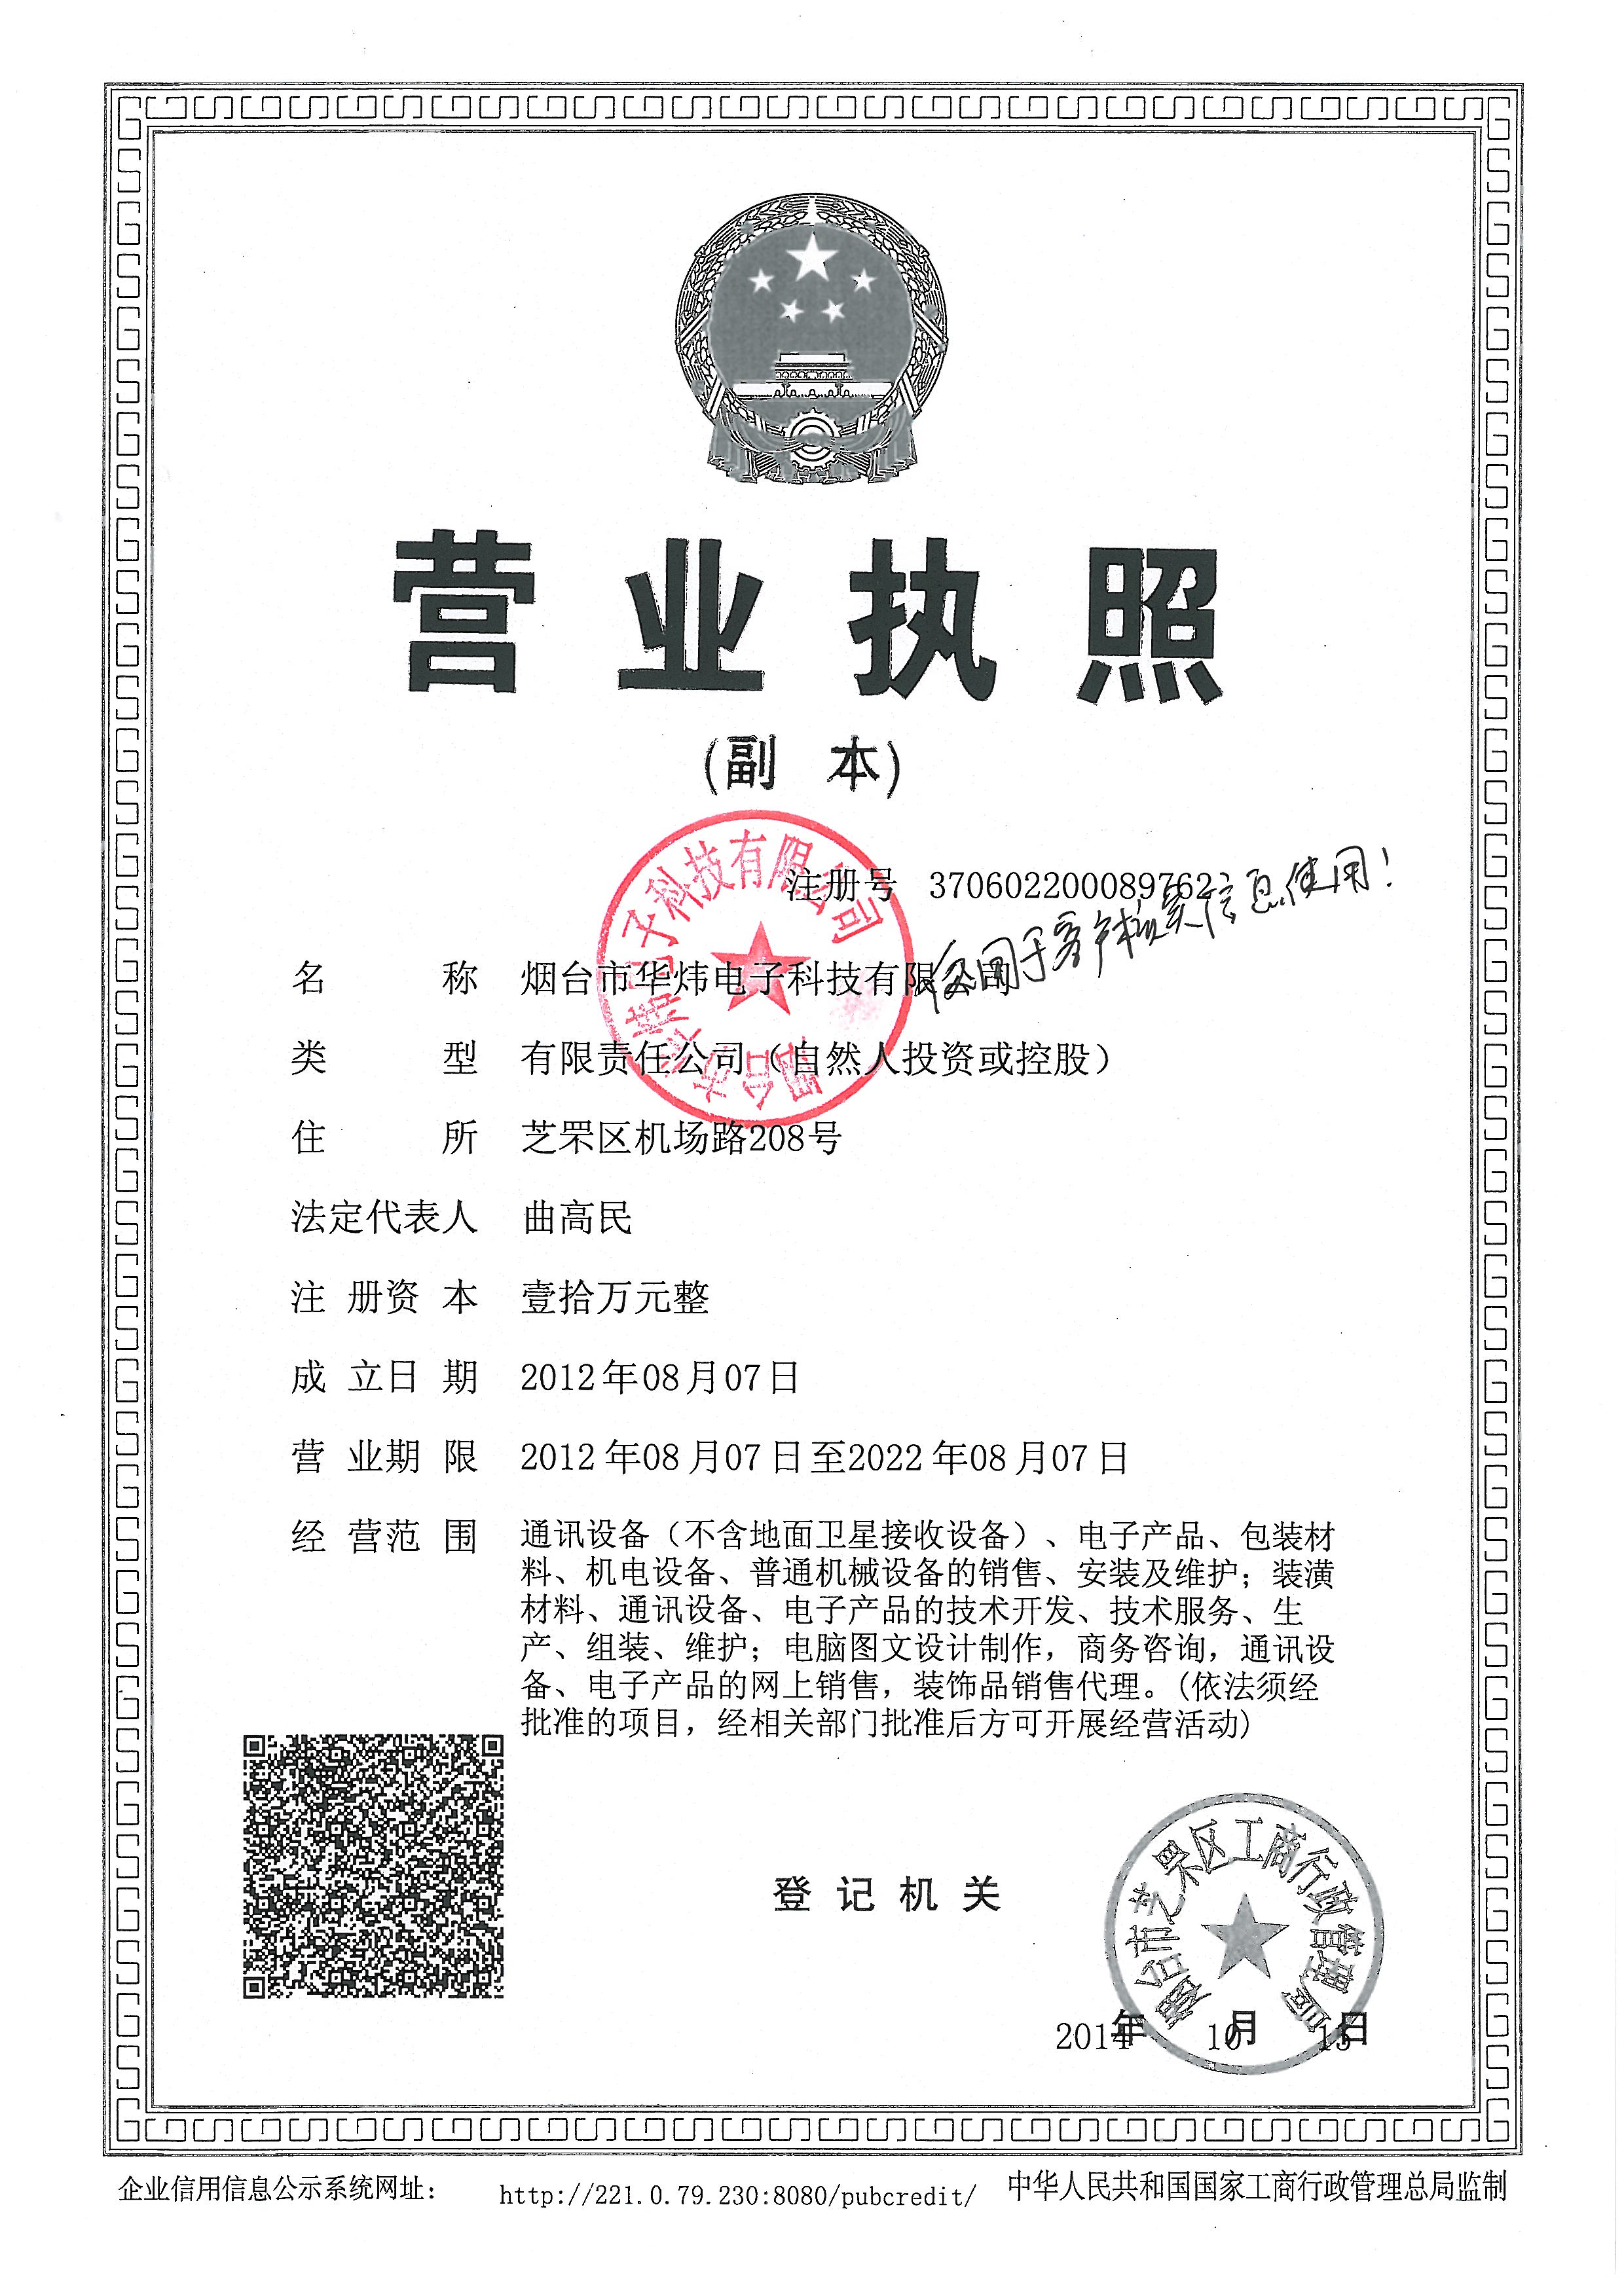 营业执照
(副 本)
注册号 370602200089762
仅用于客户核实信息使用！
名称 烟台市华炜电子科技有限公司
类型 有限责任公司（自然人投资或控股）
住所 芝罘区机场路208号
法定代表人 曲高民
注册资本 壹拾万元整
成立日期 2012年08月07日
营业期限 2012年08月07日至2022年08月07日
经营范围 通讯设备（不含地面卫星接收设备）、电子产品、包装材
料、机电设备、普通机械设备的销售、安装及维护；装潢
材料、通讯设备、电子产品的技术开发、技术服务、生
产、组装、维护；电脑图文设计制作，商务咨询，通讯设
备、电子产品的网上销售，装饰品销售代理。(依法须经
批准的项目，经相关部门批准后方可开展经营活动)
烟台市华炜电子科技有限公司
登记机关
烟台市芝罘区工商行政管理局
2014年 10月 13日
企业信用信息公示系统网址： http://221.0.79.230:8080/pubcredit/ 中华人民共和国国家工商行政管理总局监制